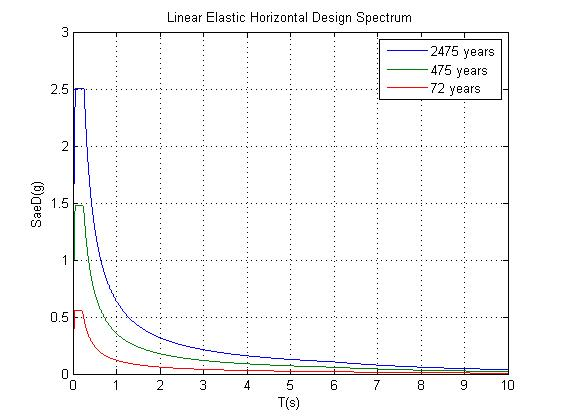 Linear Elastic Horizontal Design Spectrum
3
2475 years
475 years
72 years
2.5
2
SaeD(g)
1.5
1
0.5
0
0 1 2 3 4 5 6 7 8 9 10
T(s)